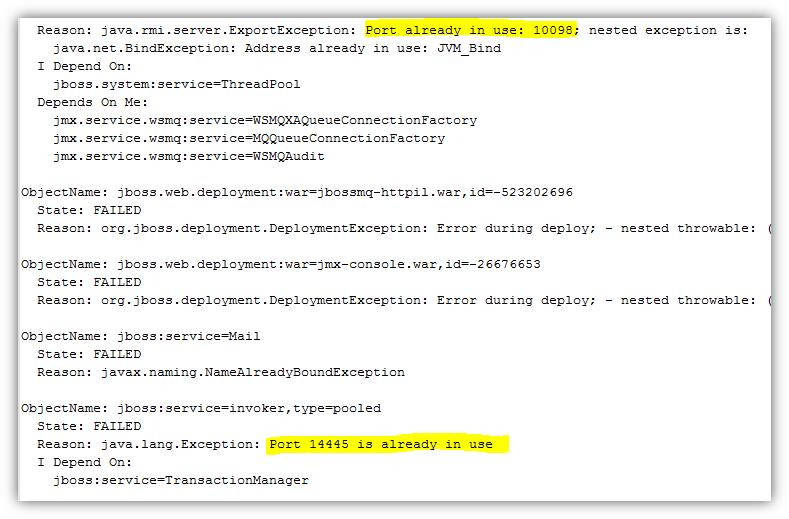 Reason: java.rmi.server.ExportException: Port already in use: 10098; nested exception is:
java.net.BindException: Address already in use: JVM_Bind
I Depend On:
jboss.system:service=ThreadPool
Depends On Me:
jmx.service.wsmq:service=WSMQXAQueueConnectionFactory
jmx.service.wsmq:service=MQQueueConnectionFactory
jmx.service.wsmq:service=WSMQAudit
ObjectName: jboss.web.deployment:war=jbossmq-httpil.war,id=-523202696
State: FAILED
Reason: org.jboss.deployment.DeploymentException: Error during deploy; - nested throwable: (
ObjectName: jboss.web.deployment:war=jmx-console.war,id=-26676653
State: FAILED
Reason: org.jboss.deployment.DeploymentException: Error during deploy; - nested throwable: (
ObjectName: jboss:service=Mail
State: FAILED
Reason: javax.naming.NameAlreadyBoundException
ObjectName: jboss:service=invoker,type=pooled
State: FAILED
Reason: java.lang.Exception: Port 14445 is already in use
I Depend On:
jboss:service=TransactionManager